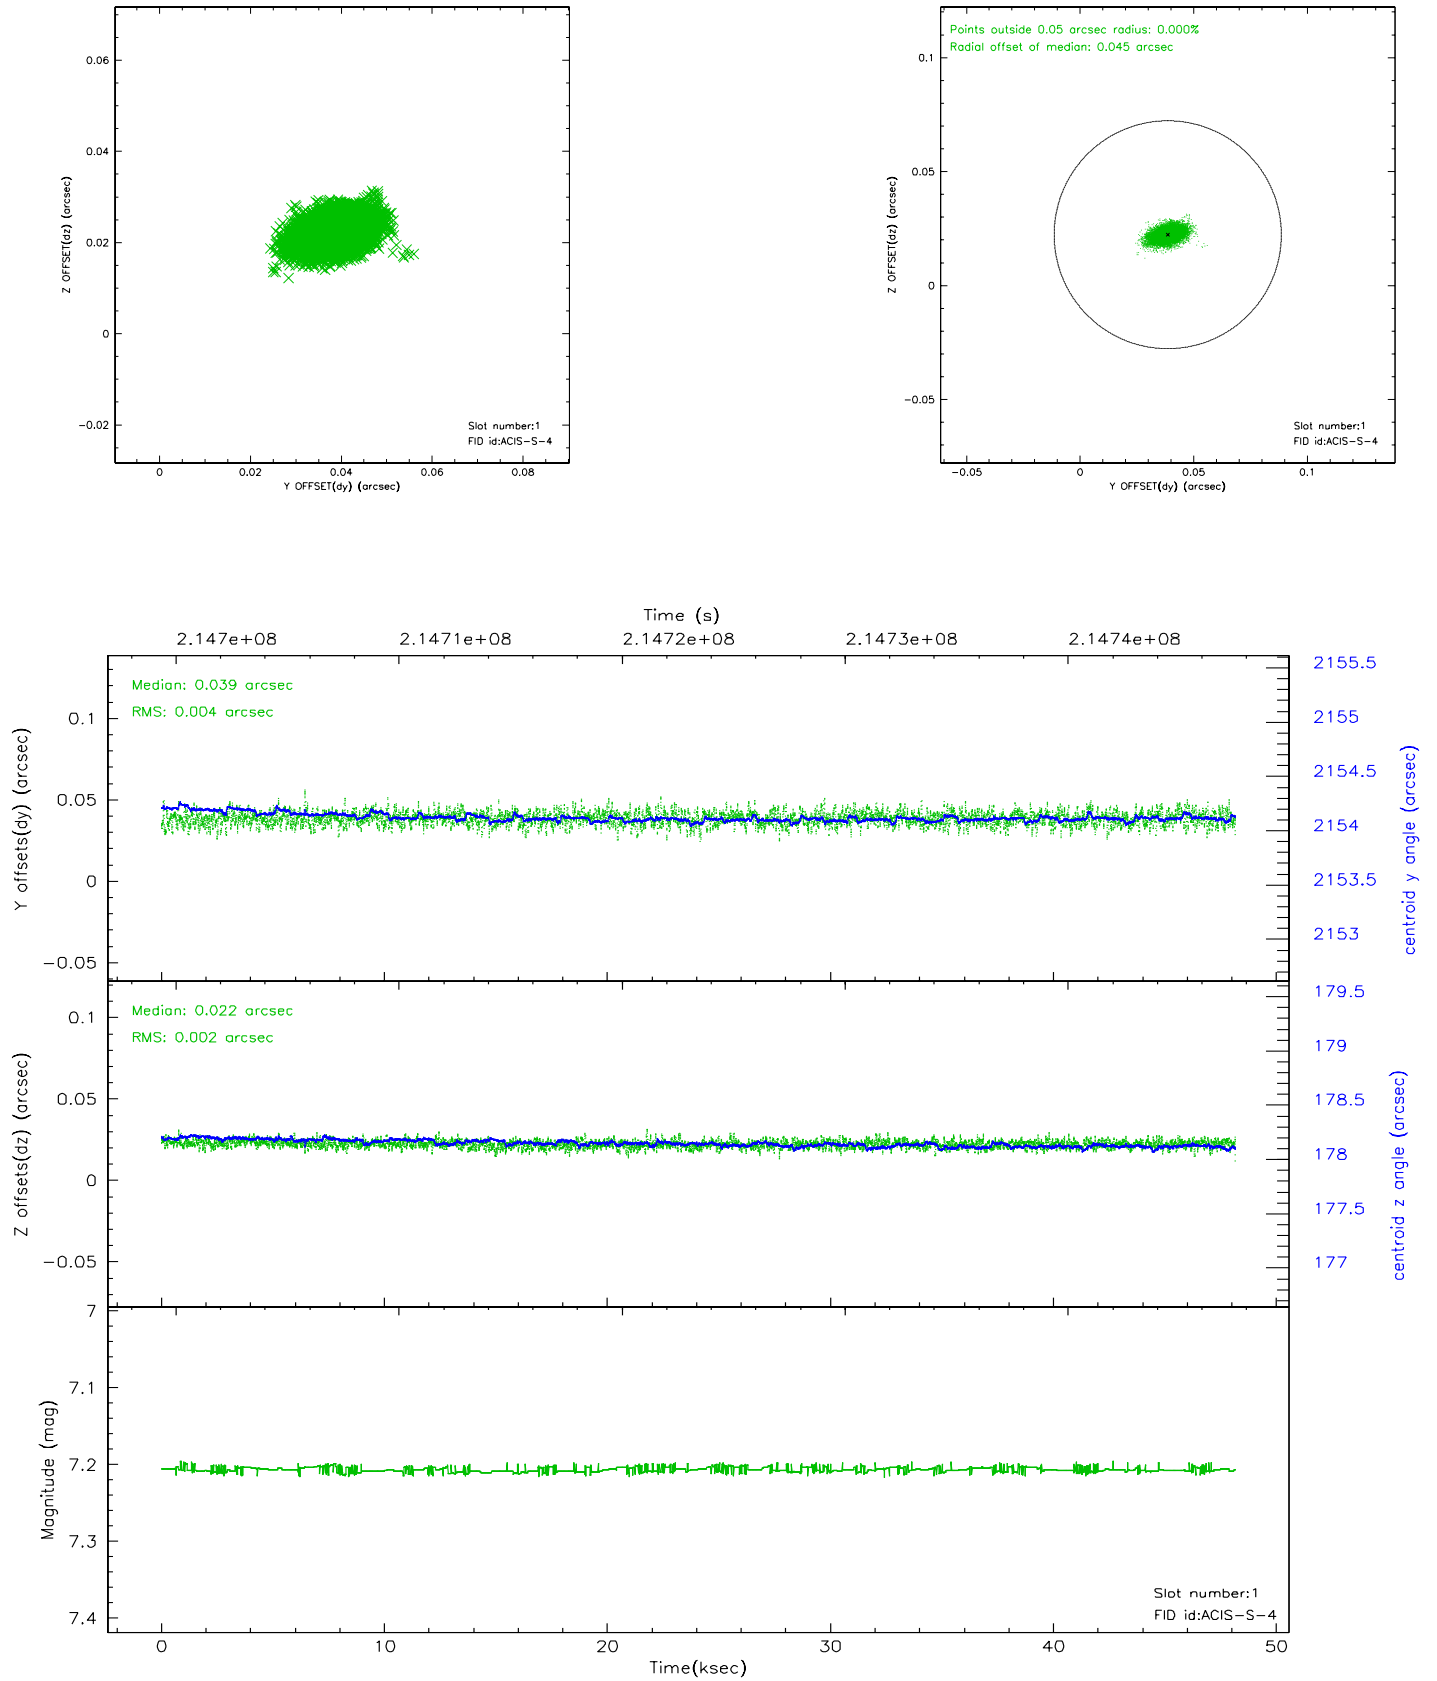 0.06
0.04
0.02
0
-0.02
Z OFFSET(dz) (arcsec)
Slot number:1
FID id:ACIS-S-4
0 0.02 0.04 0.06 0.08
Y OFFSET(dy) (arcsec)
Points outside 0.05 arcsec radius: 0.000%
Radial offset of median: 0.045 arcsec
0.1
0.05
0
-0.05
Z OFFSET(dz) (arcsec)
Slot number:1
FID id:ACIS-S-4
-0.05 0 0.05 0.1
Y OFFSET(dy) (arcsec)
Time (s)
2.147e+08 2.1471e+08 2.1472e+08 2.1473e+08 2.1474e+08
Median: 0.039 arcsec
RMS: 0.004 arcsec
0.1
0.05
0
-0.05
Y offsets(dy) (arcsec)
2155.5
2155
2154.5
2154
2153.5
2153
centroid y angle (arcsec)
Median: 0.022 arcsec
RMS: 0.002 arcsec
0.1
0.05
0
-0.05
Z offsets(dz) (arcsec)
179.5
179
178.5
178
177.5
177
centroid z angle (arcsec)
7
7.1
7.2
7.3
7.4
Magnitude (mag)
Slot number:1
FID id:ACIS-S-4
0 10 20 30 40 50
Time(ksec)